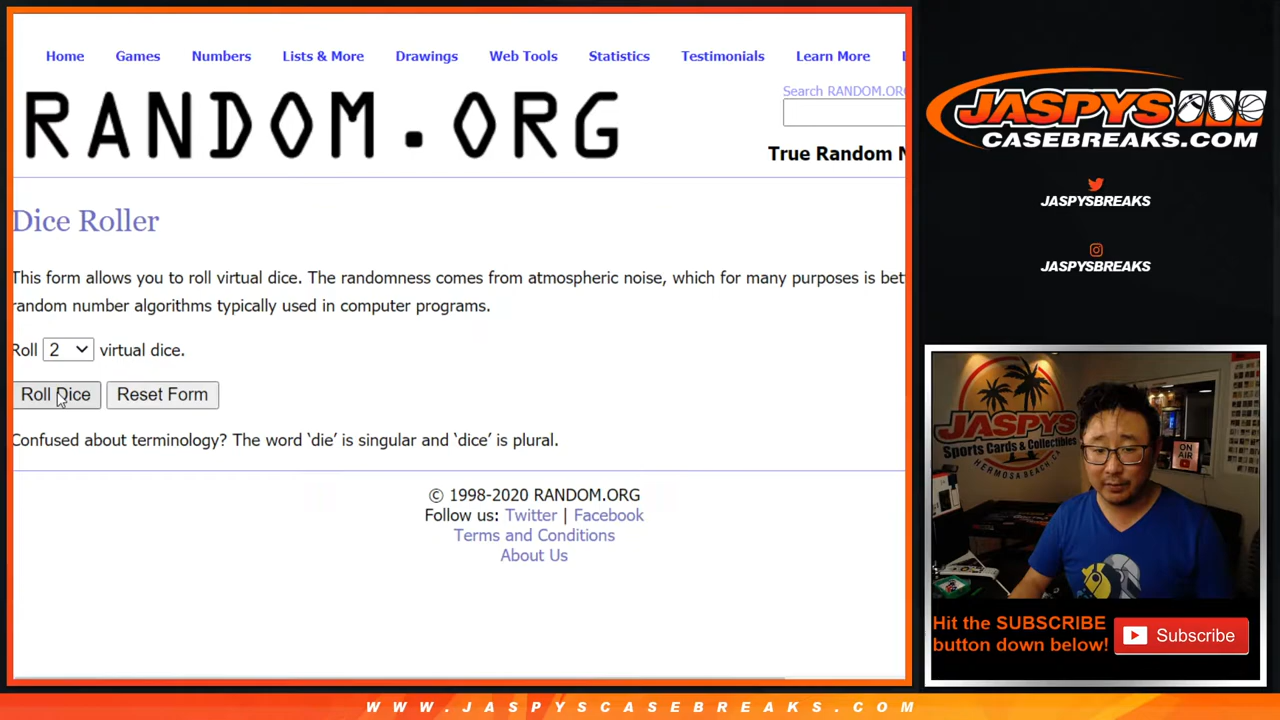 Home Games Numbers Lists & More Drawings Web Tools Statistics Testimonials Learn More
Search RANDOM.OR
RANDOM.ORG
True Random N
Dice Roller
This form allows you to roll virtual dice. The randomness comes from atmospheric noise, which for many purposes is bet
random number algorithms typically used in computer programs.
Roll 2 virtual dice.
Roll Dice Reset Form
Confused about terminology? The word ‘die’ is singular and ‘dice’ is plural.
© 1998-2020 RANDOM.ORG
Follow us: Twitter | Facebook
Terms and Conditions
About Us
JASPYS
CASEBREAKS.COM
JASPYSBREAKS
JASPYSBREAKS
JASPYS
Sports Cards & Collectibles
HERMOSA BEACH, CA
ON
AIR
Hit the SUBSCRIBE
button down below!
Subscribe
WWW.JASPYSCASEBREAKS.COM